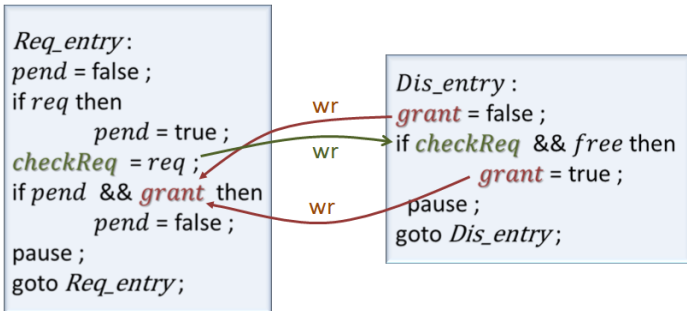 Req_entry:
pend = false ;
if req then
pend = true ;
checkReq = req ;
if pend && grant then
pend = false ;
pause ;
goto Req_entry;
wr
wr
wr
Dis_entry :
grant = false ;
if checkReq && free then
grant = true ;
pause ;
goto Dis_entry;